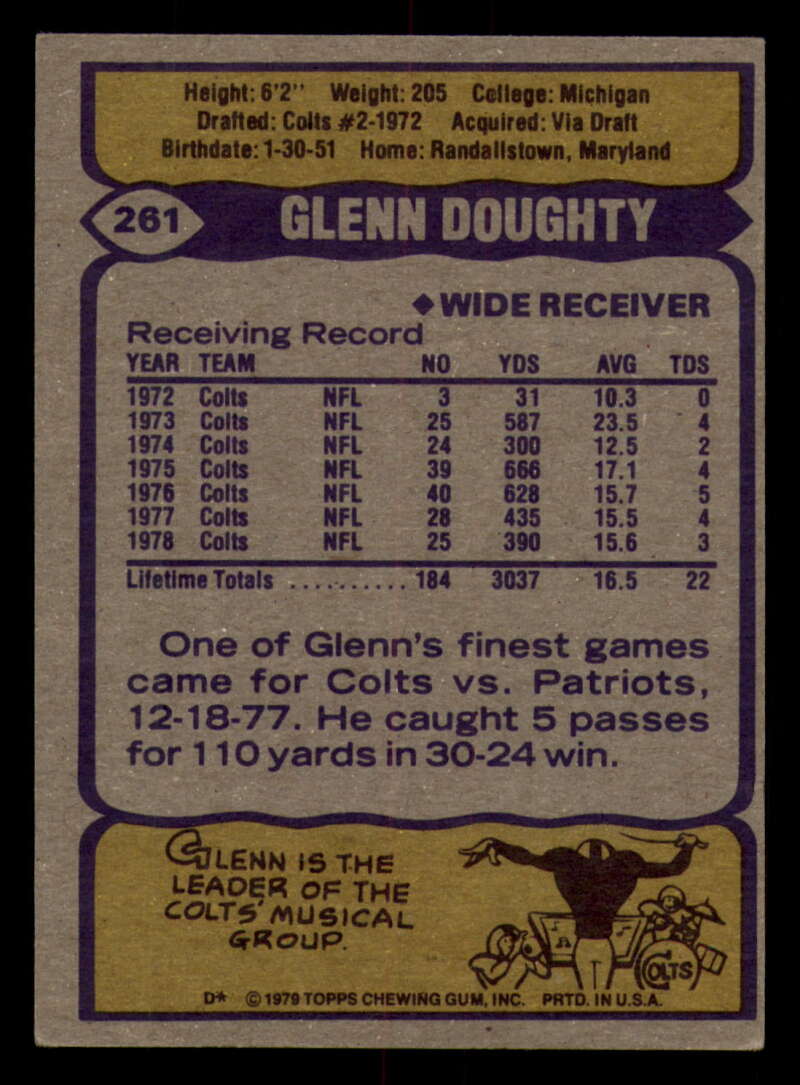 Height: 6'2" Weight: 205 College: Michigan
Drafted: Colts #2-1972 Acquired: Via Draft
Birthdate: 1-30-51 Home: Randallstown, Maryland
261 GLENN DOUGHTY
◆WIDE RECEIVER
Receiving Record
YEAR TEAM NO YDS AVG TDS
1972 Colts NFL 3 31 10.3 0
1973 Colts NFL 25 587 23.5 4
1974 Colts NFL 24 300 12.5 2
1975 Colts NFL 39 666 17.1 4
1976 Colts NFL 40 628 15.7 5
1977 Colts NFL 28 435 15.5 4
1978 Colts NFL 25 390 15.6 3
Lifetime Totals .......... 184 3037 16.5 22
One of Glenn's finest games
came for Colts vs. Patriots,
12-18-77. He caught 5 passes
for 110 yards in 30-24 win.
GLENN IS THE
LEADER OF THE
COLTS' MUSICAL
GROUP.
COLTS
D* © 1979 TOPPS CHEWING GUM, INC. PRTD. IN U.S.A.